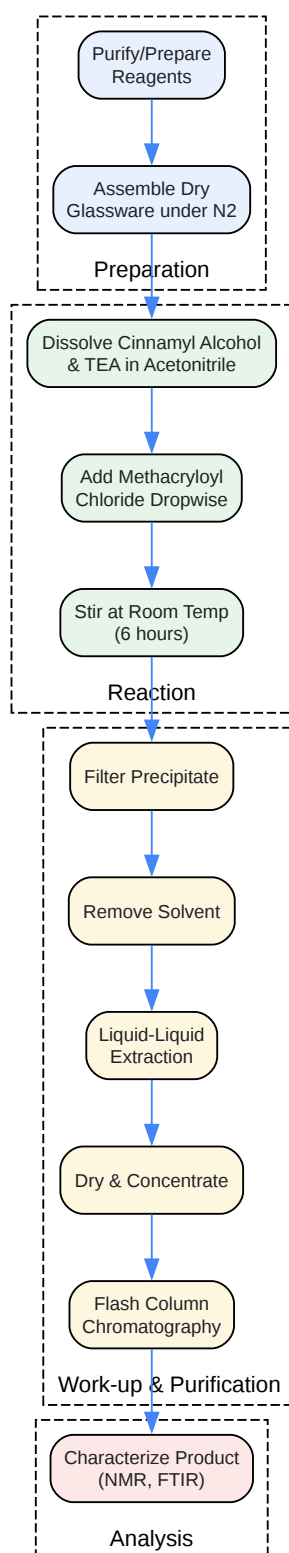 Purify/Prepare
Reagents
Assemble Dry
Glassware under N2
Preparation
Dissolve Cinnamyl Alcohol
& TEA in Acetonitrile
Add Methacryloyl
Chloride Dropwise
Stir at Room Temp
(6 hours)
Reaction
Filter Precipitate
Remove Solvent
Liquid-Liquid
Extraction
Dry & Concentrate
Flash Column
Chromatography
Work-up & Purification
Characterize Product
(NMR, FTIR)
Analysis